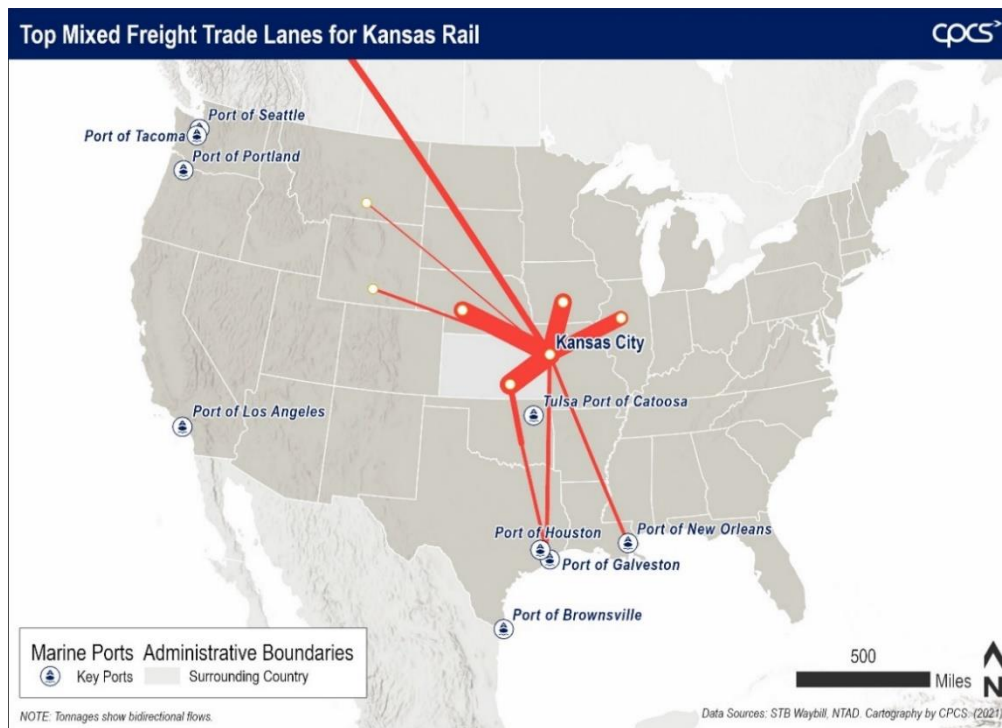 Top Mixed Freight Trade Lanes for Kansas Rail
cpcs
Port of Seattle
Port of Tacoma
Port of Portland
Kansas City
Port of Los Angeles
Tulsa Port of Catoosa
Port of Houston
Port of New Orleans
Port of Galveston
Port of Brownsville
Marine Ports Administrative Boundaries
Key Ports Surrounding Country
500
Miles
N
NOTE: Tonnages show bidirectional flows.
Data Sources: STB Waybill, NTAD. Cartography by CPCS. (2021)